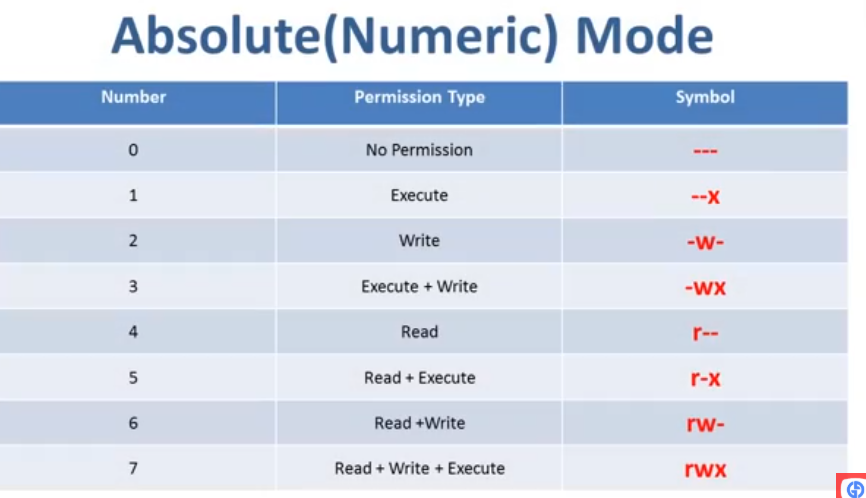 Absolute(Numeric) Mode
Number Permission Type Symbol
0 No Permission ---
1 Execute --x
2 Write -w-
3 Execute + Write -wx
4 Read r--
5 Read + Execute r-x
6 Read +Write rw-
7 Read + Write + Execute rwx